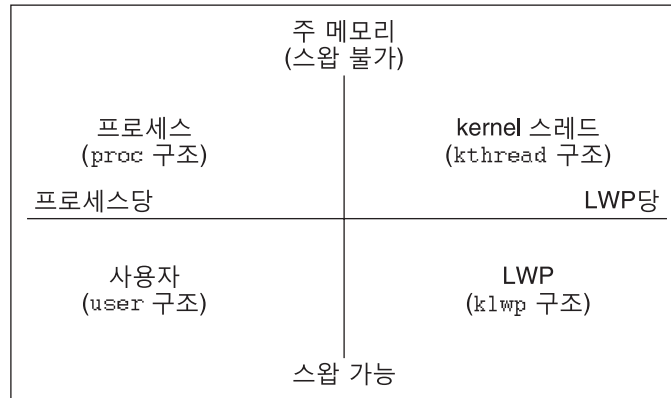 주 메모리
(스왑 불가)
프로세스
(proc 구조)
kernel 스레드
(kthread 구조)
프로세스당
LWP당
사용자
(user 구조)
LWP
(klwp 구조)
스왑 가능